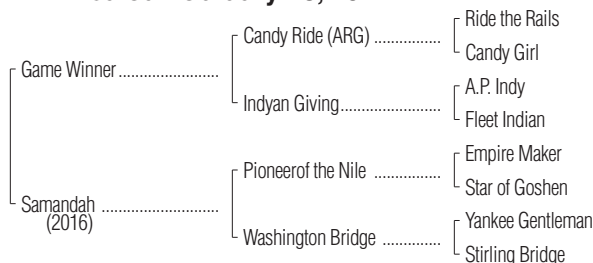 Ride the Rails
Candy Ride (ARG) ................
Candy Girl
Game Winner ........................
A.P. Indy
Indyan Giving ........................
Fleet Indian
Empire Maker
Pioneerof the Nile ................
Star of Goshen
Samandah ............................
(2016)
Yankee Gentleman
Washington Bridge ..............
Stirling Bridge